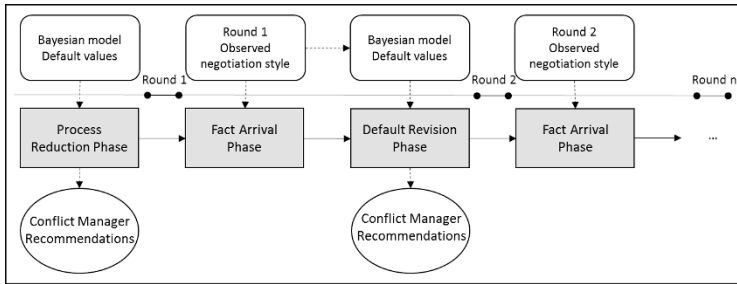 Bayesian model
Default values
Round 1
Observed
negotiation style
Bayesian model
Default values
Round 2
Observed
negotiation style
Round 1
Round 2
Round n
Process
Reduction Phase
Fact Arrival
Phase
Default Revision
Phase
Fact Arrival
Phase
...
Conflict Manager
Recommendations
Conflict Manager
Recommendations